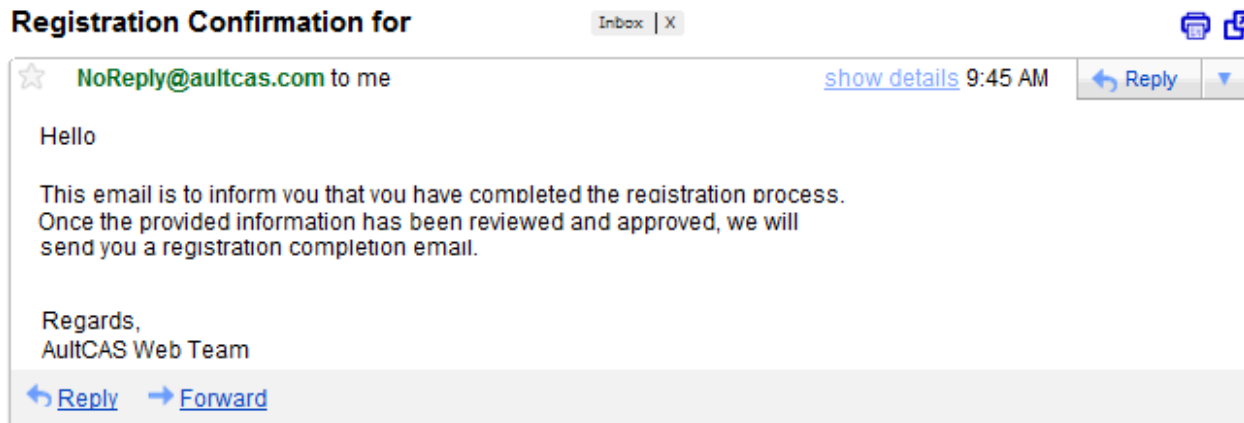 Registration Confirmation for
Inbox | X
NoReply@aultcas.com to me show details 9:45 AM Reply
Hello
This email is to inform you that you have completed the registration process.
Once the provided information has been reviewed and approved, we will
send you a registration completion email.
Regards,
AultCAS Web Team
Reply Forward